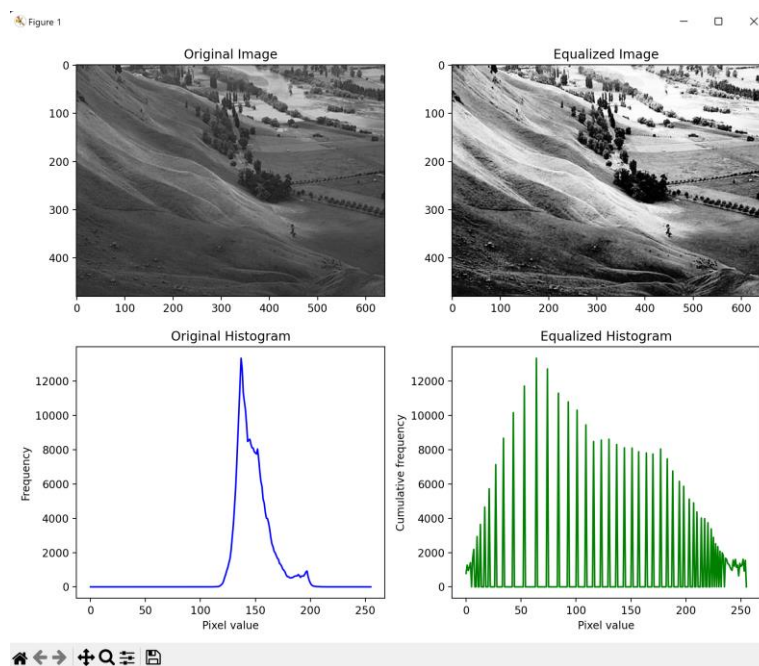 Figure 1
Original Image
0
100
200
300
400
0 100 200 300 400 500 600
Equalized Image
0
100
200
300
400
0 100 200 300 400 500 600
Original Histogram
12000
10000
8000
6000
4000
2000
0
Frequency
0 50 100 150 200 250
Pixel value
Equalized Histogram
12000
10000
8000
6000
4000
2000
0
Cumulative frequency
0 50 100 150 200 250
Pixel value